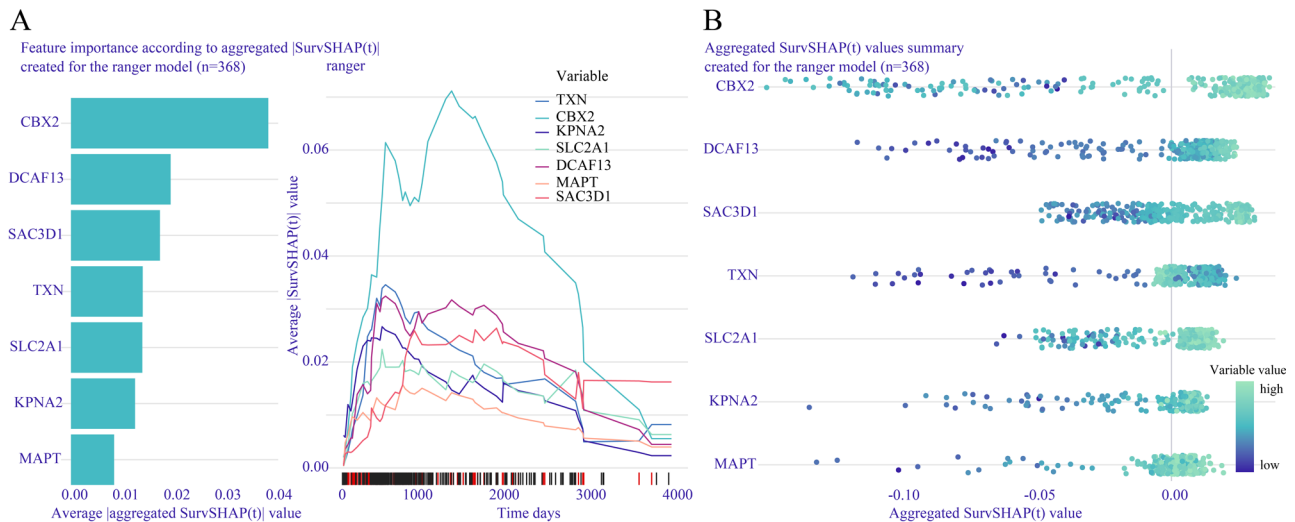 A
Feature importance according to aggregated |SurvSHAP(t)|
created for the ranger model (n=368)
CBX2
DCAF13
SAC3D1
TXN
SLC2A1
KPNA2
MAPT
0.00 0.01 0.02 0.03 0.04
Average |aggregated SurvSHAP(t)| value
ranger
Variable
TXN
CBX2
KPNA2
SLC2A1
DCAF13
MAPT
SAC3D1
Average |SurvSHAP(t)| value
0.06
0.04
0.02
0.00
0 1000 2000 3000 4000
Time days
B
Aggregated SurvSHAP(t) values summary
created for the ranger model (n=368)
CBX2
DCAF13
SAC3D1
TXN
SLC2A1
KPNA2
MAPT
-0.10 -0.05 0.00
Aggregated SurvSHAP(t) value
Variable value
high
low